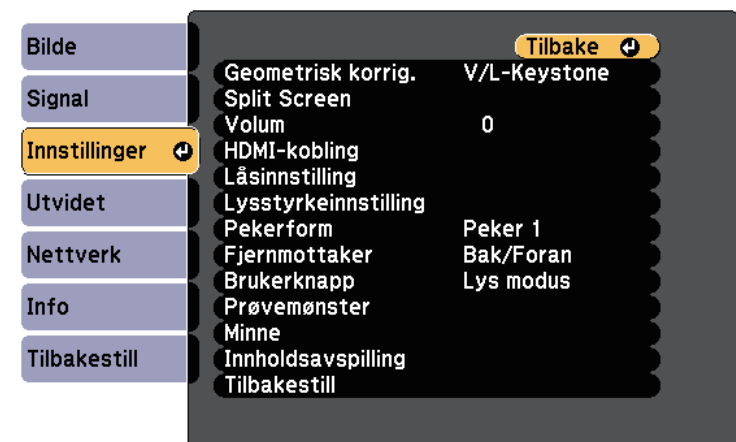 Bilde
Signal
Innstillinger
Utvidet
Nettverk
Info
Tilbakestill
Tilbake
Geometrisk korrig. V/L-Keystone
Split Screen
Volum 0
HDMI-kobling
Låsinnstilling
Lysstyrkeinnstilling
Pekerform Peker 1
Fjernmottaker Bak/Foran
Brukerknapp Lys modus
Prøvemønster
Minne
Innholdsavspilling
Tilbakestill